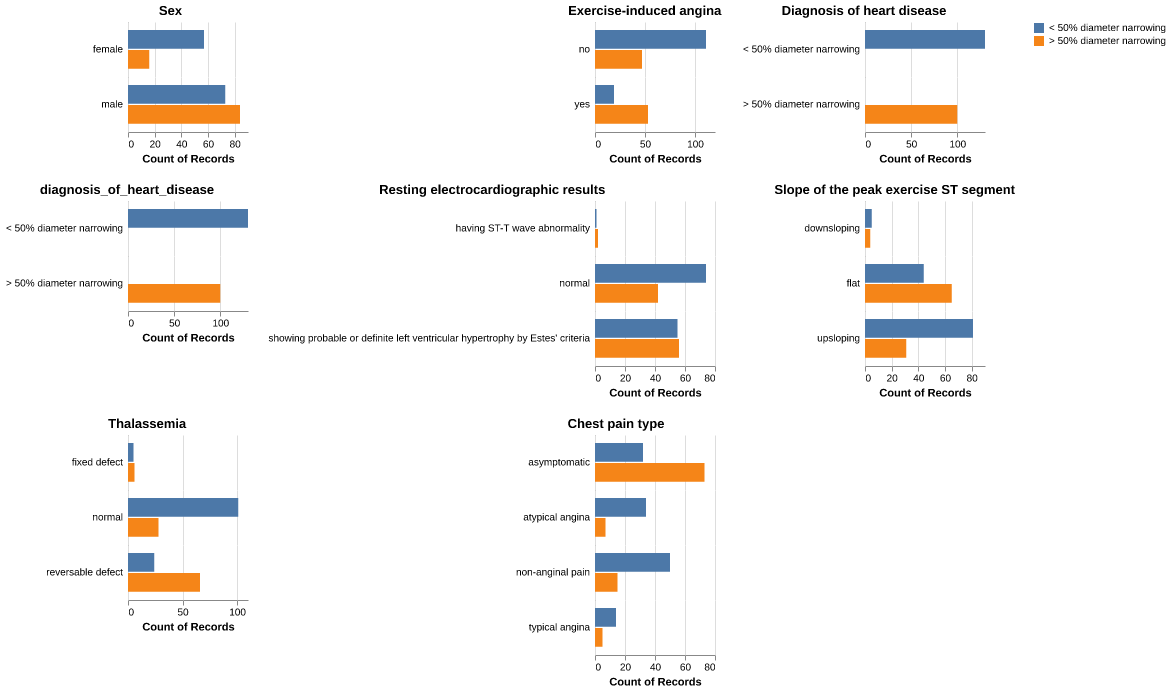 Sex
female
male
0 20 40 60 80
Count of Records
Exercise-induced angina
no
yes
0 50 100
Count of Records
Diagnosis of heart disease
< 50% diameter narrowing
> 50% diameter narrowing
0 50 100
Count of Records
< 50% diameter narrowing
> 50% diameter narrowing
diagnosis_of_heart_disease
< 50% diameter narrowing
> 50% diameter narrowing
0 50 100
Count of Records
Resting electrocardiographic results
having ST-T wave abnormality
normal
showing probable or definite left ventricular hypertrophy by Estes' criteria
0 20 40 60 80
Count of Records
Slope of the peak exercise ST segment
downsloping
flat
upsloping
0 20 40 60 80
Count of Records
Thalassemia
fixed defect
normal
reversable defect
0 50 100
Count of Records
Chest pain type
asymptomatic
atypical angina
non-anginal pain
typical angina
0 20 40 60 80
Count of Records